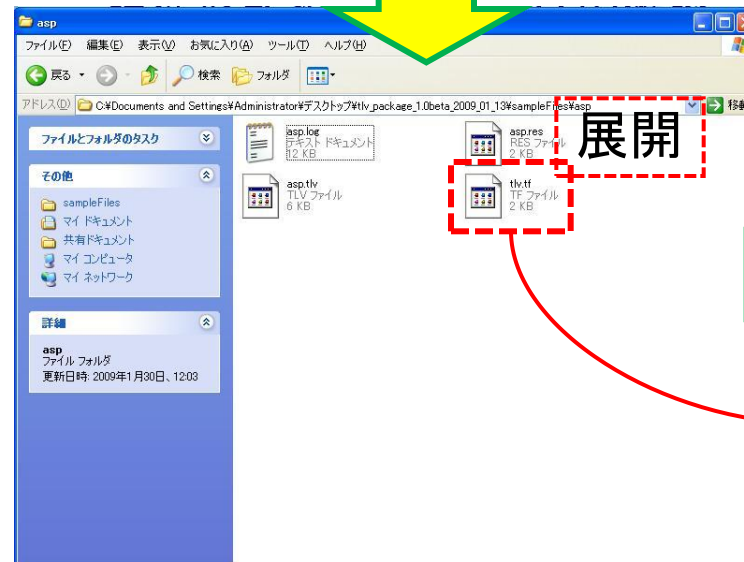 asp
ファイル(F) 編集(E) 表示(V) お気に入り(A) ツール(T) ヘルプ(H)
戻る 検索 フォルダ
アドレス(D) C:¥Documents and Settings¥Administrator¥デスクトップ¥tlv_package_1.0beta_2009_01_13¥sampleFiles¥asp 移動
展開
ファイルとフォルダのタスク
その他
sampleFiles
マイ ドキュメント
共有ドキュメント
マイ コンピュータ
マイ ネットワーク
詳細
asp
ファイル フォルダ
更新日時: 2009年1月30日、12:03
asp.log
テキスト ドキュメント
12 KB
asp.res
RES ファイル
2 KB
asp.tlv
TLV ファイル
6 KB
tlv.tf
TF ファイル
2 KB